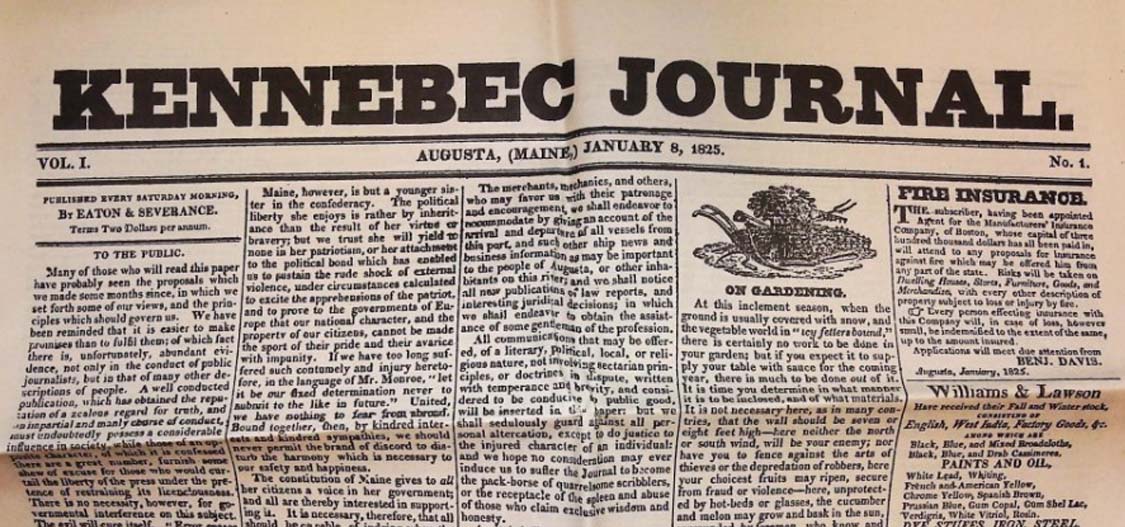 KENNEBEC JOURNAL.
VOL. I.
AUGUSTA, (MAINE,) JANUARY 8, 1825.
No. 1.
PUBLISHED EVERY SATURDAY MORNING,
By EATON & SEVERANCE.
Terms Two Dollars per annum.
TO THE PUBLIC.
Many of those who will read this paper
have probably seen the proposals which
we made some months since, in which we
set forth some of our views, and the prin-
ciples which should govern us. We have
been reminded that it is easier to make
promises than to fulfil them; of which fact
there is, unfortunately, abundant evi-
dence, not only in the conduct of public
journalists, but in that of many other de-
scriptions of people. A well conducted
publication, which has obtained the repu-
tation of a zealous regard for truth, and
an impartial and manly course of conduct,
must undoubtedly possess a considerable
influence in society, while those of an op-
character, of which it is confessed
there are a great number, furnish some
shew of excuse for those who would cur-
tail the liberty of the press under the pre-
tence of restraining its licenciousness.
There is no necessity, however, for go-
vernmental interference on this subject.
The evil will cure itself. Error
Maine, however, is but a younger sis-
ter in the confederacy. The political
liberty she enjoys is rather by inherit-
ance than the result of her virtue or
bravery; but we trust she will yield to
none in her patriotism, or her attachment
to the political bond which has enabled
us to sustain the rude shock of external
violence, under circumstances calculated
to excite the apprehensions of the patriot,
and to prove to the governments of Eu-
rope that our national character, and the
property of our citizens, cannot be made
the sport of their pride and their avarice
with impunity. If we have too long suf-
fered such contumely and injury hereto-
fore, in the language of Mr. Monroe, "let
it be our fixed determination never to
submit to the like in future." United,
we have nothing to fear from abroad.
Bound together, then, by kindred inter-
ests and kindred sympathies, we should
never permit the brand of discord to dis-
turb the harmony which is necessary to
our safety and happiness.
The constitution of Maine gives to all
her citizens a voice in her government;
and all are thereby interested in support-
ing it. It is necessary, therefore, that all
should be capable of
The merchants, mechanics, and others,
who may favor us with their patronage
and encouragement, we shall endeavor to
accommodate by giving an account of the
arrival and departure of all vessels from
this port, and such other ship news and
business information as may be important
to the people of Augusta, or other inha-
bitants on this river; and we shall notice
all new publications of law reports, and
interesting juridical decisions; in which
we shall endeavor to obtain the assist-
ance of some gentleman of the profession.
All communications that may be offer-
ed, of a literary, political, local, or reli-
gious nature, not involving sectarian prin-
ciples, or doctrines in dispute, written
with temperance and brevity, and consi-
dered to be conducive to public good,
will be inserted in this paper: but we
shall sedulously guard against all per-
sonal altercation, except to do justice to
the injured character of an individual:
and we hope no consideration may ever
induce us to suffer the Journal to become
the pack-horse of quarrelsome scribblers,
or the receptacle of the spleen and abuse
of those who claim exclusive wisdom and
honesty.
ON GARDENING.
At this inclement season, when the
ground is usually covered with snow, and
the vegetable world in "icy fetters bound,"
there is certainly no work to be done in
your garden; but if you expect it to sup-
ply your table with sauce for the coming
year, there is much to be done out of it.
It is time you determine in what manner
it is to be inclosed, and of what materials.
It is not necessary here, as in many con-
tries, that the wall should be seven or
eight feet high—here neither the north
or south wind, will be your enemy; nor
have you to fence against the arts of
thieves or the depredation of robbers, here
your choicest fruits may ripen, secure
from fraud or violence—here, unprotect-
ed by hot-beds or glasses, the cucumber
and melon may grow and bask in the sun,
who know and
FIRE INSURANCE.
THE subscriber, having been appointed
Agent for the Manufacturers' Insurance
Company, of Boston, whose capital of three
hundred thousand dollars has all been paid in,
will attend to any proposals for insurance
against fire which may be offered him from
any part of the state. Risks will be taken on
Dwelling Houses, Stores, Furniture, Goods, and
Merchandize, with every other description of
property subject to loss or injury by fire.
☞ Every person effecting insurance with
this Company will, in case of loss, however
small, be indemnified to the extent of the same,
up to the amount insured.
Applications will meet due attention from
BENJ. DAVIS.
Augusta, January, 1825.
Williams & Lawson
Have received their Fall and Winter stock,
CONSISTING OF
English, West India, Factory Goods, &c.
AMONG WHICH ARE
Black, Blue, and Mixed Broadcloths,
Black, Blue, and Drab Cassimeres.
PAINTS AND OIL,
White Lead, Whiting,
French and American Yellow,
Chrome Yellow, Spanish Brown,
Prussian Blue, Gum Copal, Gum Shel Lac,
Verdigris, White Vitriol, Rosin.
DYE STUFFS, IRON,